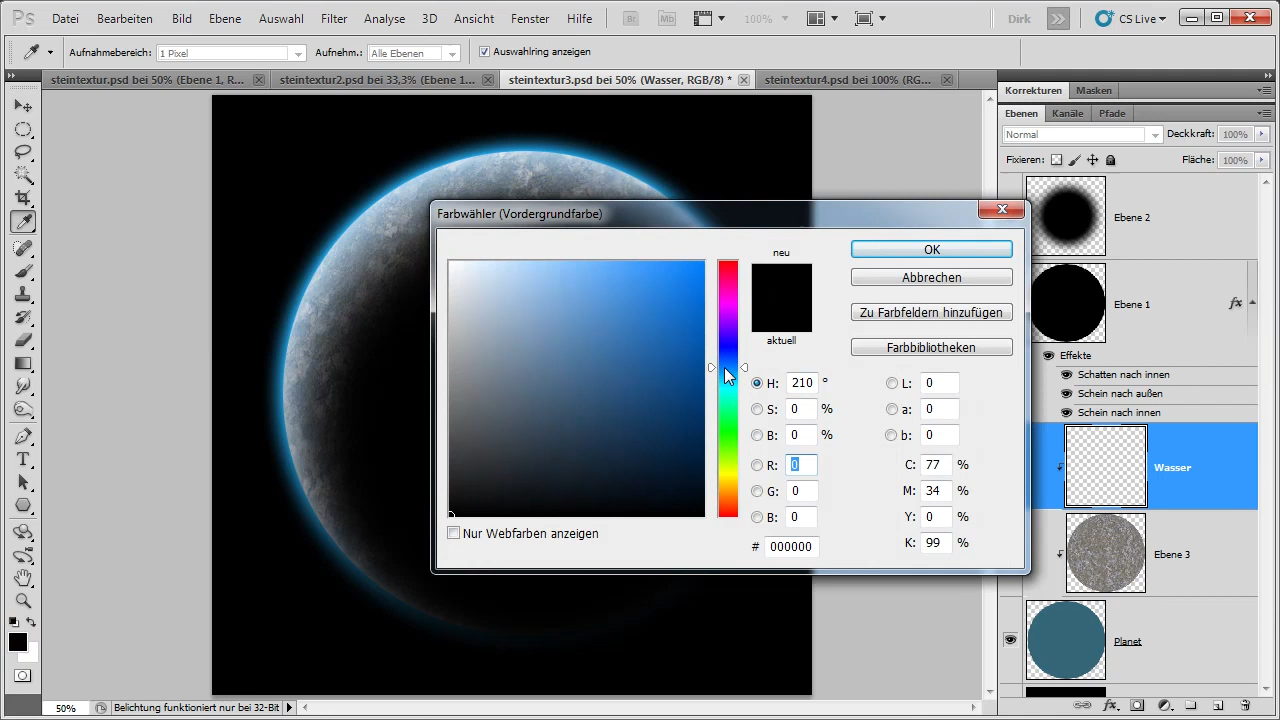 Ps Datei Bearbeiten Bild Ebene Auswahl Filter Analyse 3D Ansicht Fenster Hilfe Br Mb 100% Dirk CS Live
Aufnahmebereich: 1 Pixel Aufnehm.: Alle Ebenen Auswahlring anzeigen
steintextur.psd bei 50% (Ebene 1, R... steintextur2.psd bei 33,3% (Ebene 1... steintextur3.psd bei 50% (Wasser, RGB/8) * steintextur4.psd bei 100% (RG...
Korrekturen Masken
Ebenen Kanäle Pfade
Normal Deckkraft: 100%
Fixieren: Fläche: 100%
Ebene 2
Ebene 1 fx
Effekte
Schatten nach innen
Schein nach außen
Schein nach innen
Wasser
Ebene 3
Planet
fx
Farbwähler (Vordergrundfarbe)
neu
aktuell
OK
Abbrechen
Zu Farbfeldern hinzufügen
Farbbibliotheken
H: 210 ° L: 0
S: 0 % a: 0
B: 0 % b: 0
R: 0 C: 77 %
G: 0 M: 34 %
B: 0 Y: 0 %
# 000000 K: 99 %
Nur Webfarben anzeigen
T
50% Belichtung funktioniert nur bei 32-Bit